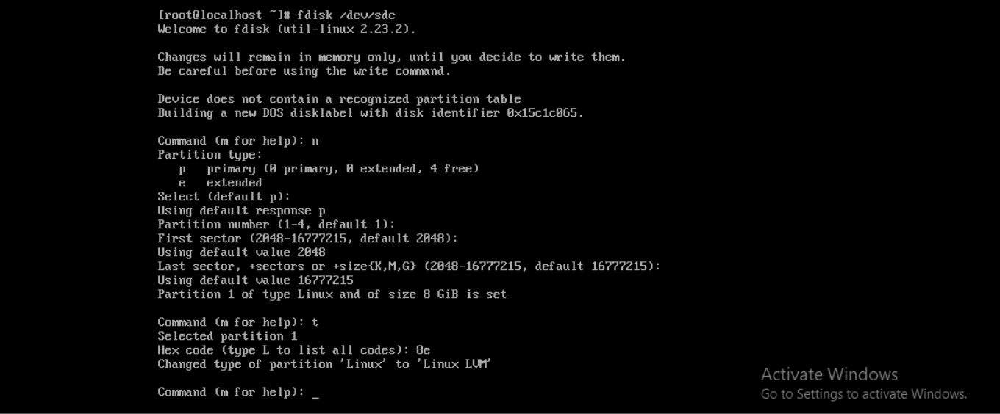 [root@localhost ~]# fdisk /dev/sdc
Welcome to fdisk (util-linux 2.23.2).
Changes will remain in memory only, until you decide to write them.
Be careful before using the write command.
Device does not contain a recognized partition table
Building a new DOS disklabel with disk identifier 0x15c1c065.
Command (m for help): n
Partition type:
   p   primary (0 primary, 0 extended, 4 free)
   e   extended
Select (default p):
Using default response p
Partition number (1-4, default 1):
First sector (2048-16777215, default 2048):
Using default value 2048
Last sector, +sectors or +size{K,M,G} (2048-16777215, default 16777215):
Using default value 16777215
Partition 1 of type Linux and of size 8 GiB is set
Command (m for help): t
Selected partition 1
Hex code (type L to list all codes): 8e
Changed type of partition 'Linux' to 'Linux LVM'
Command (m for help): _
Activate Windows
Go to Settings to activate Windows.